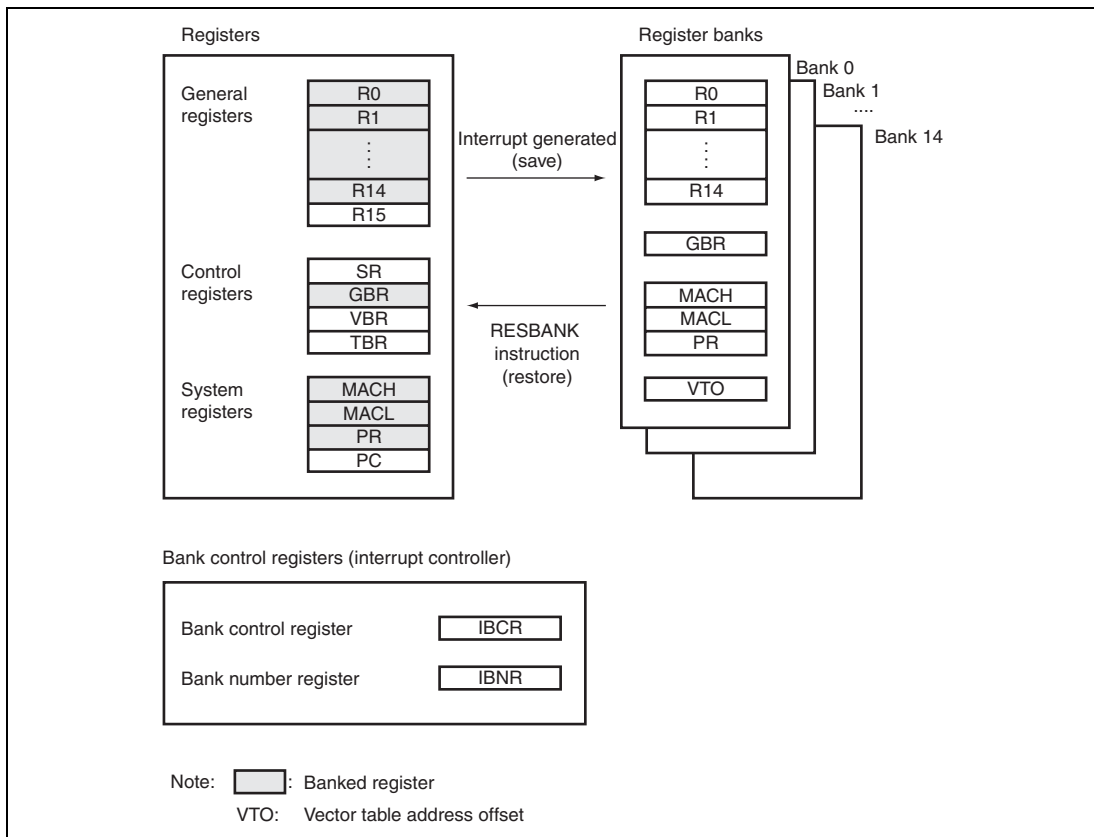 Registers
General
registers
R0
R1
R14
R15
Control
registers
SR
GBR
VBR
TBR
System
registers
MACH
MACL
PR
PC
Interrupt generated
(save)
RESBANK
instruction
(restore)
Register banks
Bank 0
Bank 1
....
Bank 14
R0
R1
R14
GBR
MACH
MACL
PR
VTO
Bank control registers (interrupt controller)
Bank control register IBCR
Bank number register IBNR
Note: : Banked register
VTO: Vector table address offset